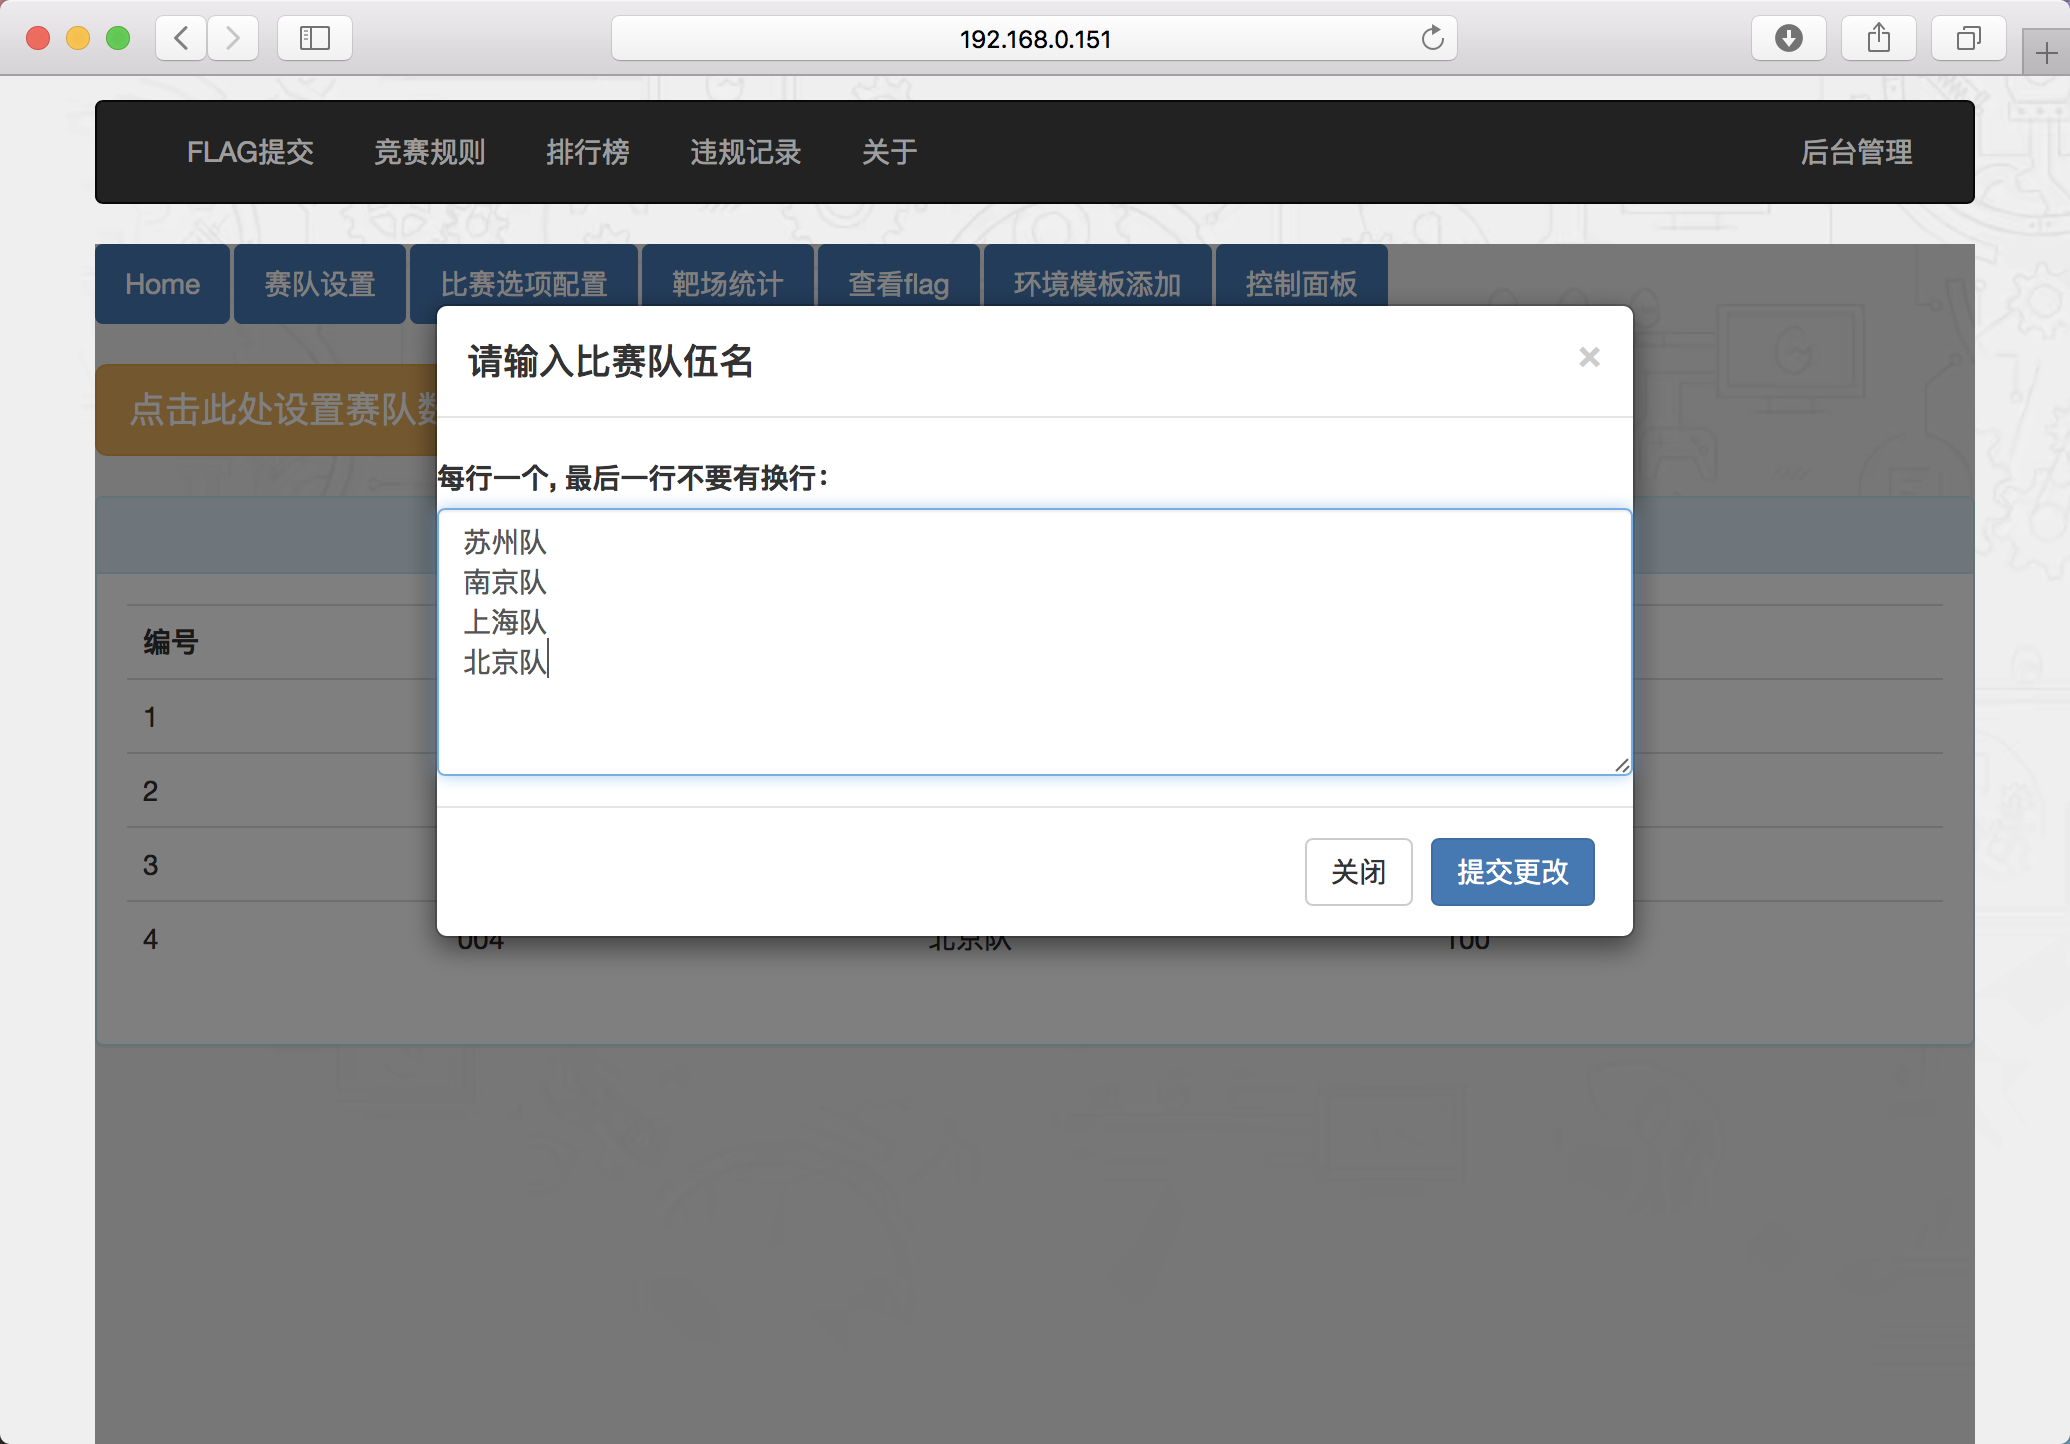 192.168.0.151
FLAG提交 竞赛规则 排行榜 违规记录 关于 后台管理
Home 赛队设置 比赛选项配置 靶场统计 查看flag 环境模板添加 控制面板
请输入比赛队伍名 ×
点击此处设置赛队
每行一个, 最后一行不要有换行：
苏州队
南京队
上海队
北京队
编号
1
2
3
关闭 提交更改
4 004 北京队 100